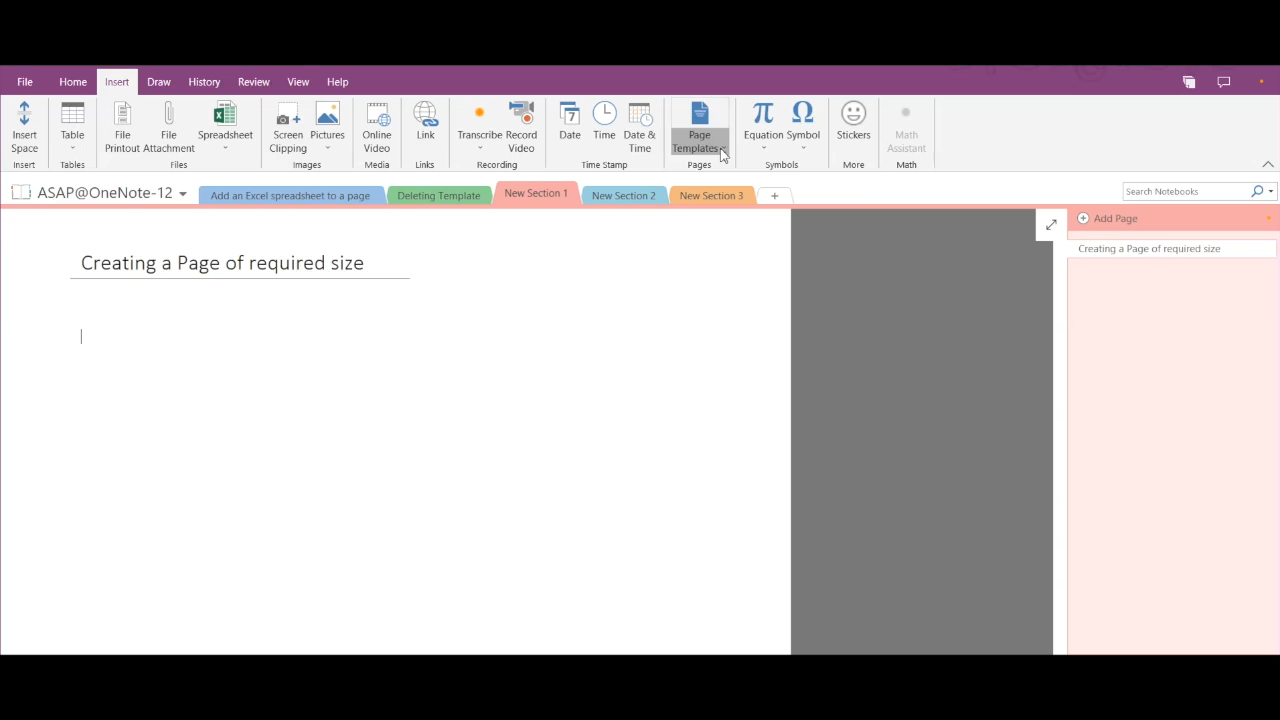 File Home Insert Draw History Review View Help
Insert Space
Table
File Printout
File Attachment
Spreadsheet
Screen Clipping
Pictures
Online Video
Link
Transcribe
Record Video
Date
Time
Date & Time
Page Templates
Equation
Symbol
Stickers
Math Assistant
Insert Tables Files Images Media Links Recording Time Stamp Pages Symbols More Math
ASAP@OneNote-12 Add an Excel spreadsheet to a page Deleting Template New Section 1 New Section 2 New Section 3 + Search Notebooks
Add Page
Creating a Page of required size
Creating a Page of required size